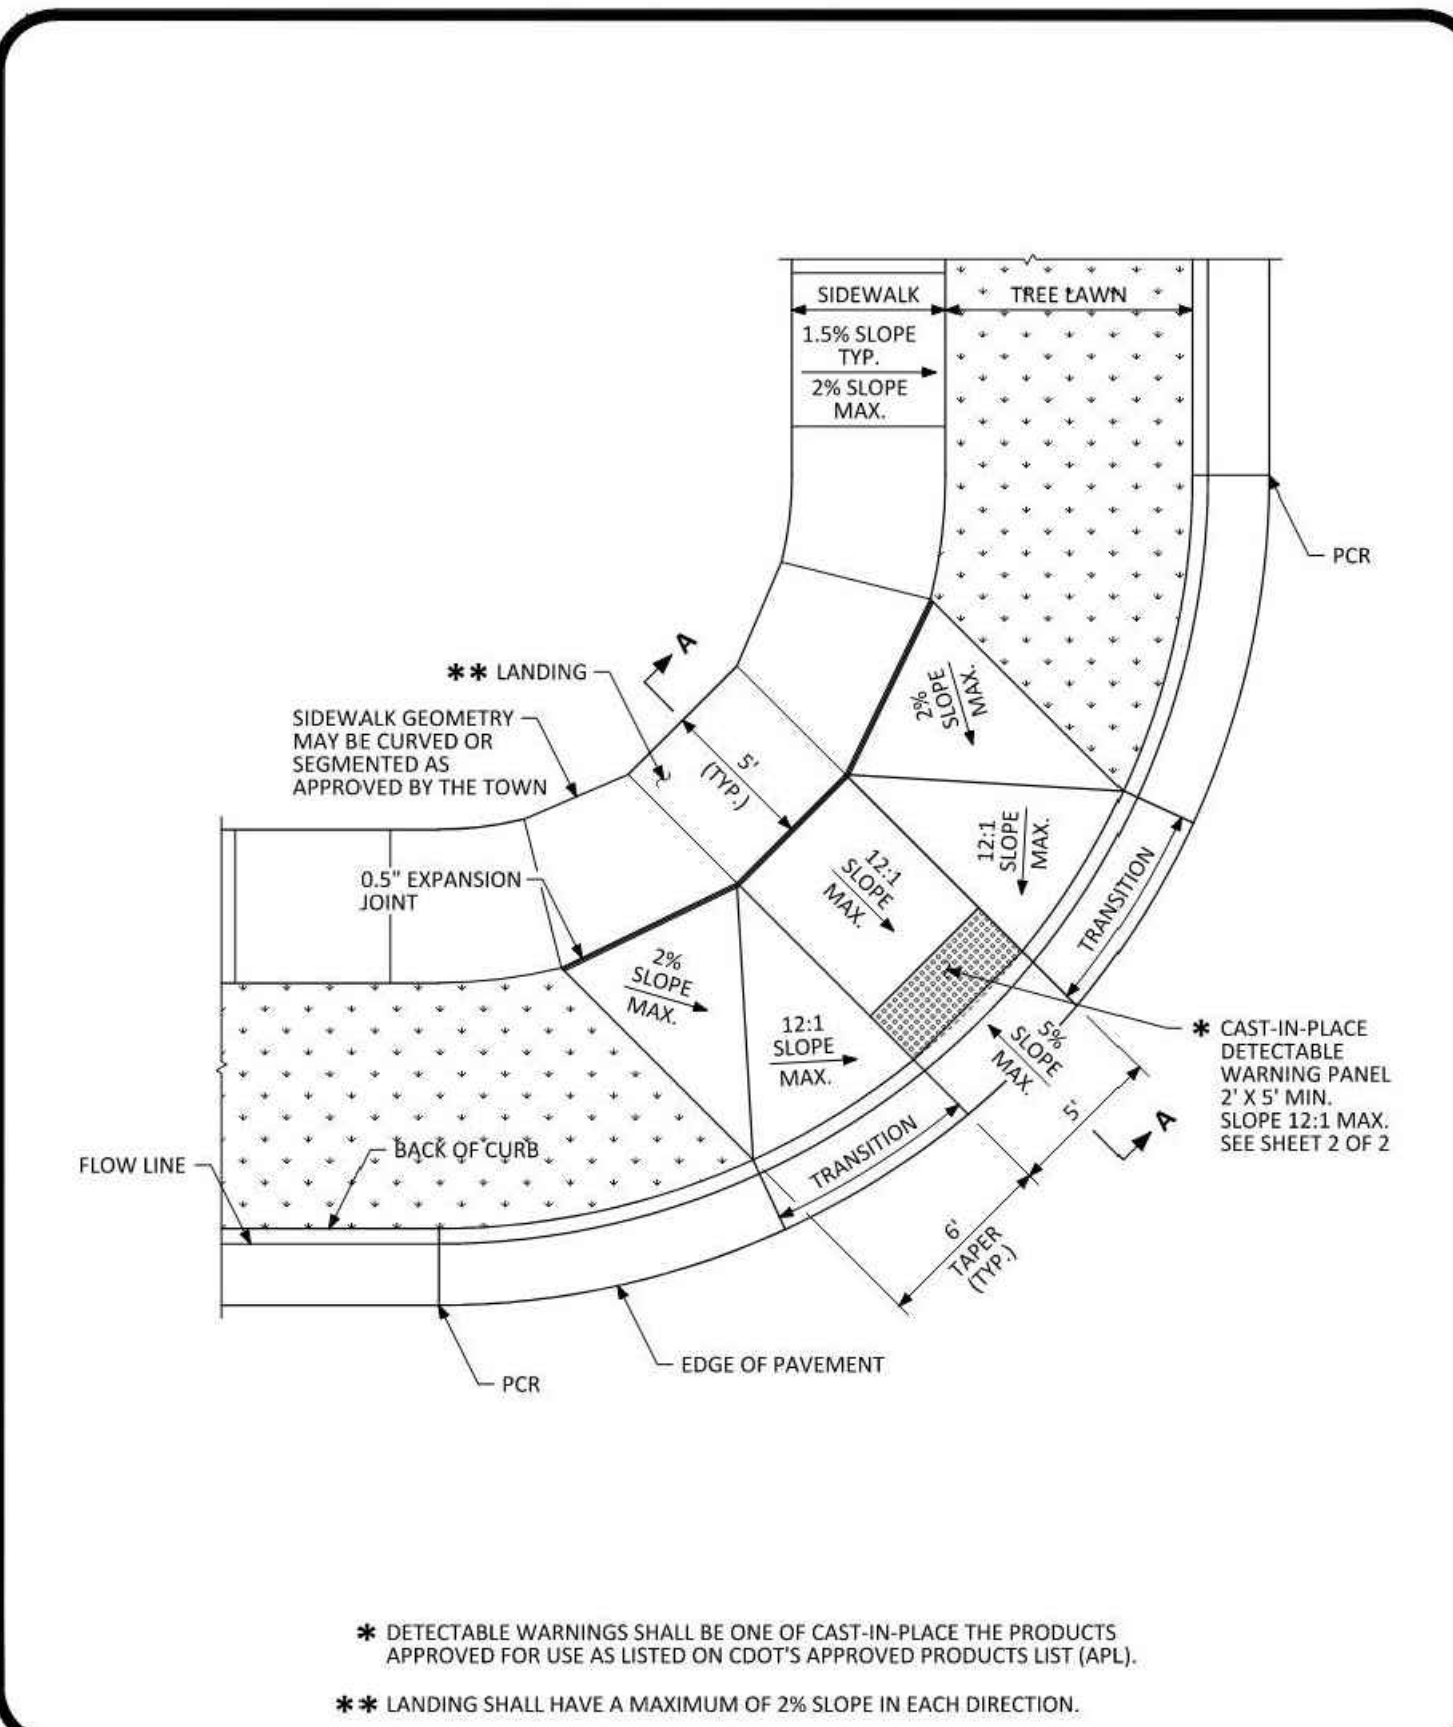 SIDEWALK
TREE LAWN
1.5% SLOPE
TYP.
2% SLOPE
MAX.
PCR
A
** LANDING
SIDEWALK GEOMETRY
MAY BE CURVED OR
SEGMENTED AS
APPROVED BY THE TOWN
5'
(TYP.)
2%
SLOPE
MAX.
12:1
SLOPE
MAX.
12:1
SLOPE
MAX.
TRANSITION
0.5" EXPANSION
JOINT
2%
SLOPE
MAX.
12:1
SLOPE
MAX.
5%
SLOPE
MAX.
* CAST-IN-PLACE
DETECTABLE
WARNING PANEL
2' X 5' MIN.
SLOPE 12:1 MAX.
SEE SHEET 2 OF 2
5'
A
TRANSITION
BACK OF CURB
FLOW LINE
6'
TAPER
(TYP.)
EDGE OF PAVEMENT
PCR
* DETECTABLE WARNINGS SHALL BE ONE OF CAST-IN-PLACE THE PRODUCTS
APPROVED FOR USE AS LISTED ON CDOT'S APPROVED PRODUCTS LIST (APL).
** LANDING SHALL HAVE A MAXIMUM OF 2% SLOPE IN EACH DIRECTION.